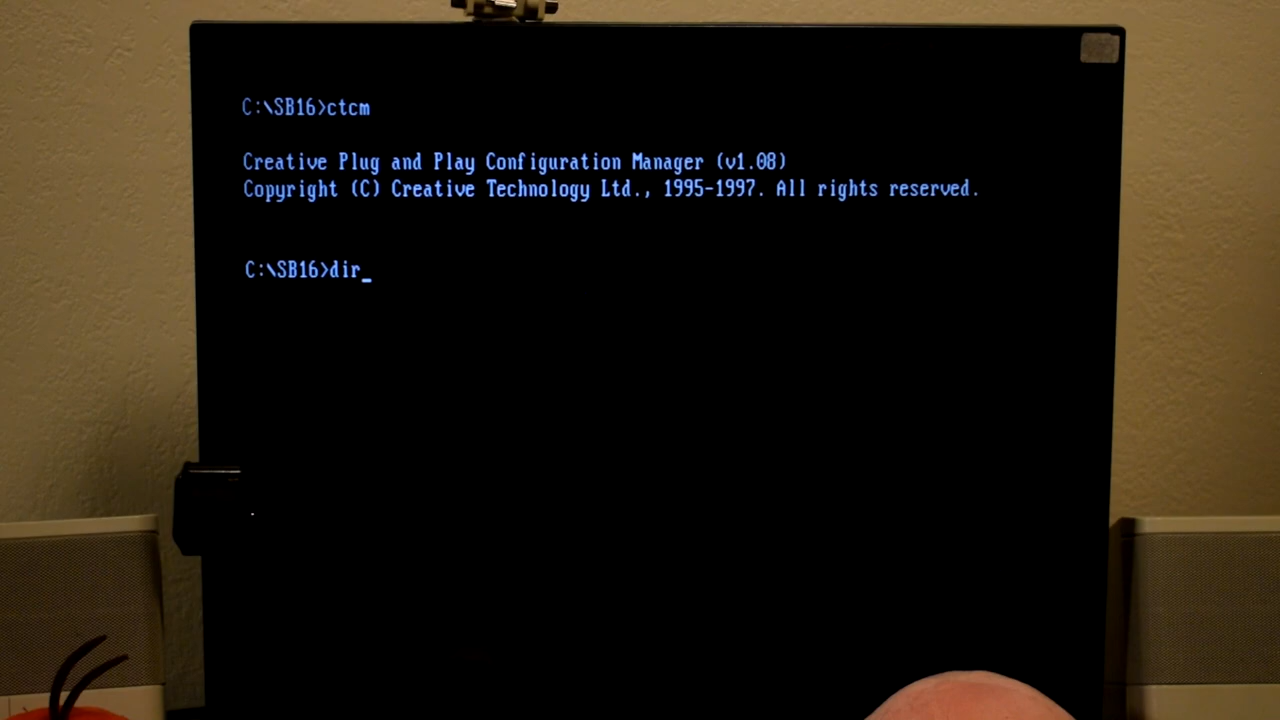 C:\SB16>ctcm
Creative Plug and Play Configuration Manager (v1.08)
Copyright (C) Creative Technology Ltd., 1995-1997. All rights reserved.
C:\SB16>dir_